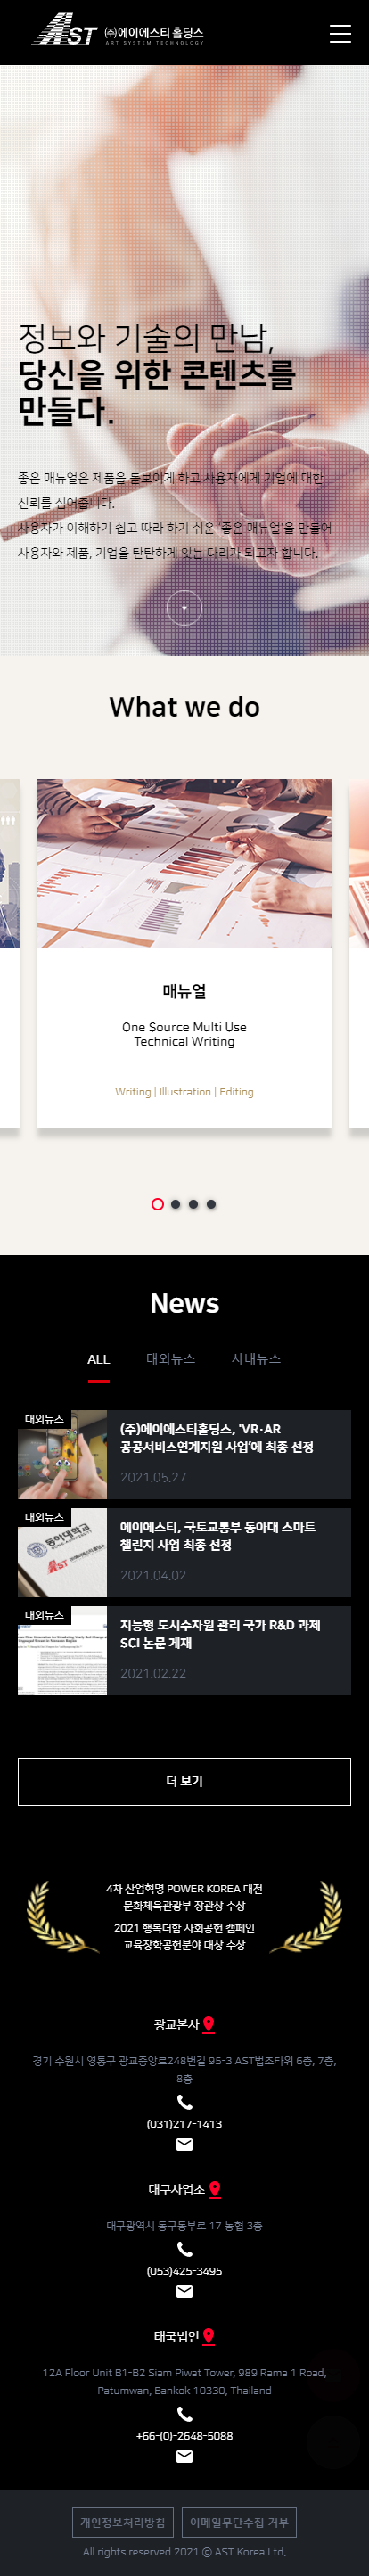 AST (주)에이에스티 홀딩스
ART SYSTEM TECHNOLOGY
정보와 기술의 만남,
당신을 위한 콘텐츠를
만들다.
좋은 매뉴얼은 제품을 돋보이게 하고 사용자에게 기업에 대한
신뢰를 심어줍니다.
사용자가 이해하기 쉽고 따라 하기 쉬운 '좋은 매뉴얼'을 만들어
사용자와 제품, 기업을 탄탄하게 잇는 다리가 되고자 합니다.
What we do
매뉴얼
One Source Multi Use
Technical Writing
Writing | Illustration | Editing
News
ALL 대외뉴스 사내뉴스
대외뉴스
(주)에이에스티홀딩스, 'VR·AR
공공서비스연계지원 사업'에 최종 선정
2021.05.27
대외뉴스
에이에스티, 국토교통부 동아대 스마트
챌린지 사업 최종 선정
2021.04.02
대외뉴스
지능형 도시수자원 관리 국가 R&D 과제
SCI 논문 게재
2021.02.22
더 보기
4차 산업혁명 POWER KOREA 대전
문화체육관광부 장관상 수상
2021 행복더함 사회공헌 캠페인
교육장학공헌분야 대상 수상
광교본사
경기 수원시 영통구 광교중앙로248번길 95-3 AST법조타워 6층, 7층,
8층
(031)217-1413
대구사업소
대구광역시 동구동부로 17 농협 3층
(053)425-3495
태국법인
12A Floor Unit B1-B2 Siam Piwat Tower, 989 Rama 1 Road,
Patumwan, Bankok 10330, Thailand
+66-(0)-2648-5088
개인정보처리방침 이메일무단수집 거부
All rights reserved 2021 ⓒ AST Korea Ltd.